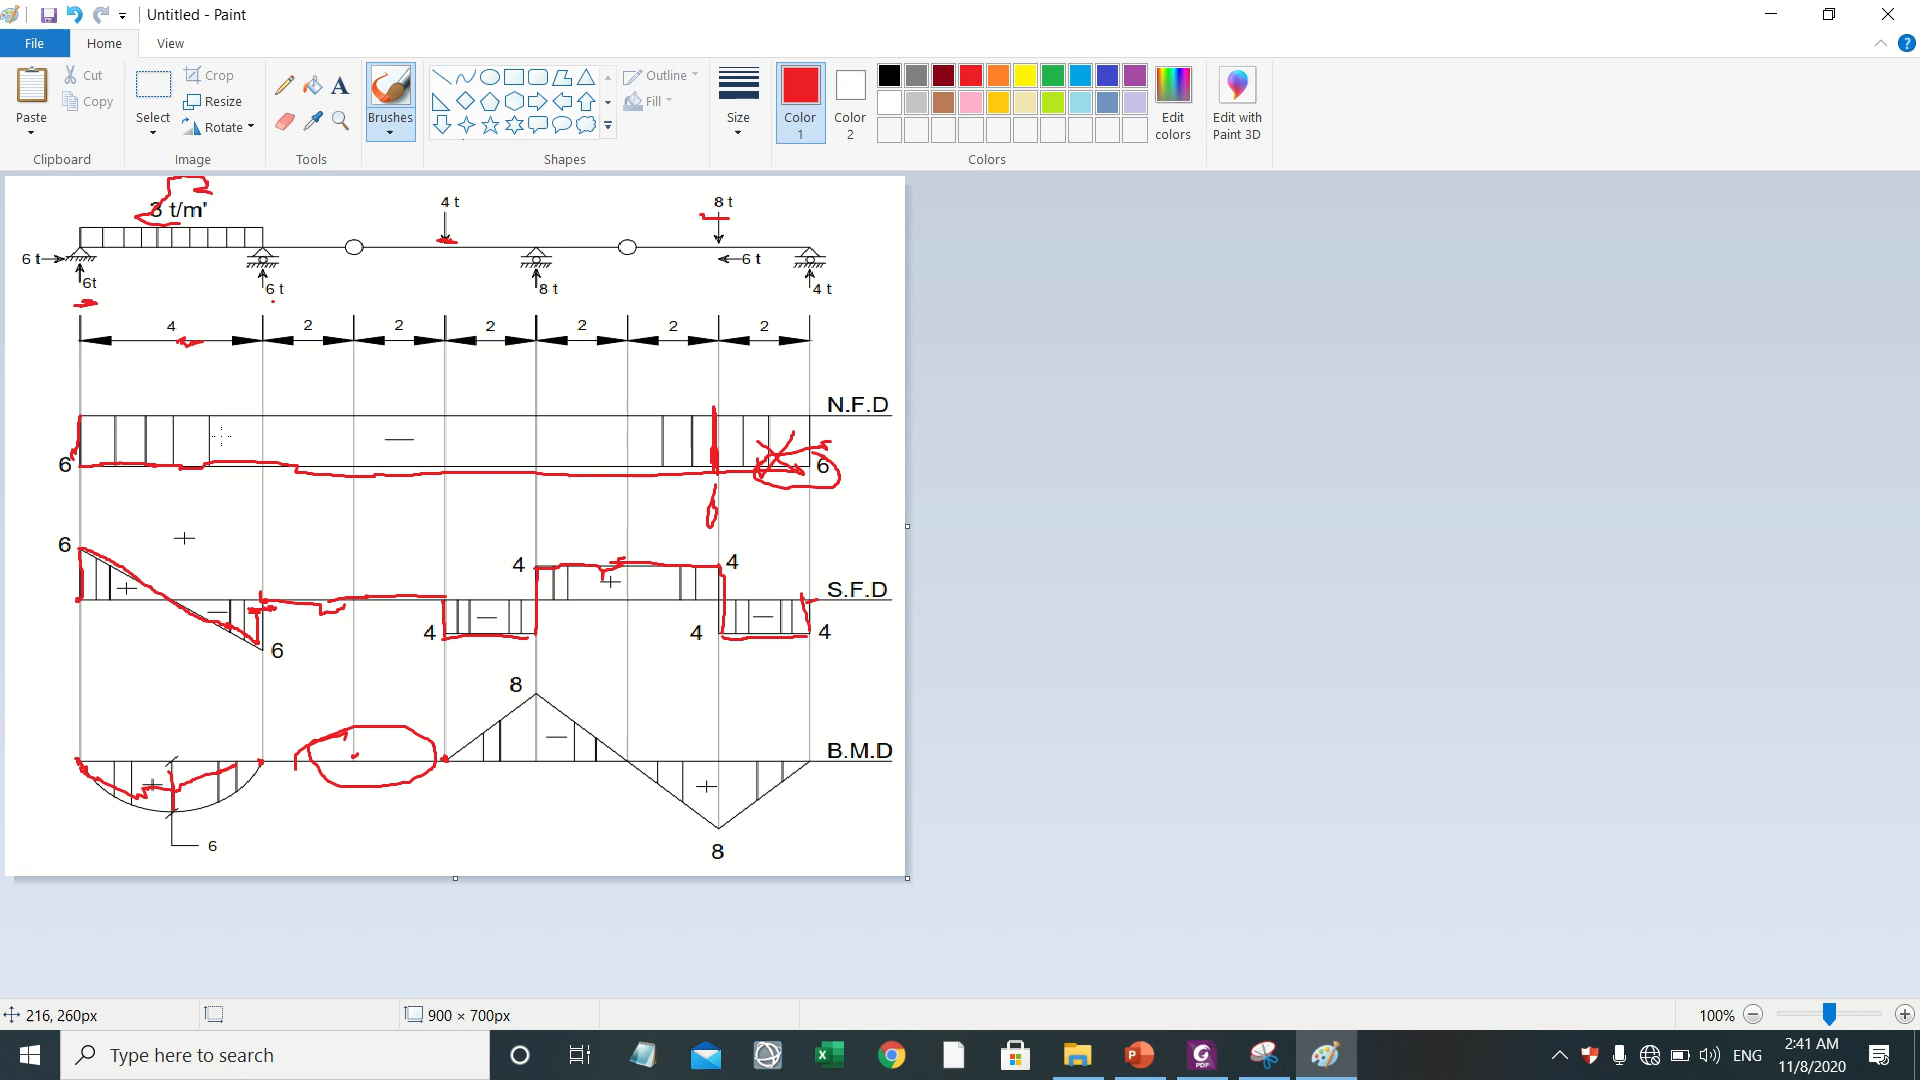 Untitled - Paint
File Home View
Paste
Cut
Copy
Clipboard
Select
Crop
Resize
Rotate
Image
A
Tools
Brushes
Shapes
Outline
Fill
Size
Color 1
Color 2
Colors
Edit colors
Edit with Paint 3D
3 t/m'
4 t
8 t
6 t
6t
6 t
8 t
6 t
4 t
4 2 2 2 2 2 2
N.F.D
6 6
+
6
4 4
+ - + -
S.F.D
4 4 4
6
8
B.M.D
+ - +
6
8
216, 260px
900 × 700px
100%
Type here to search
ENG
2:41 AM
11/8/2020